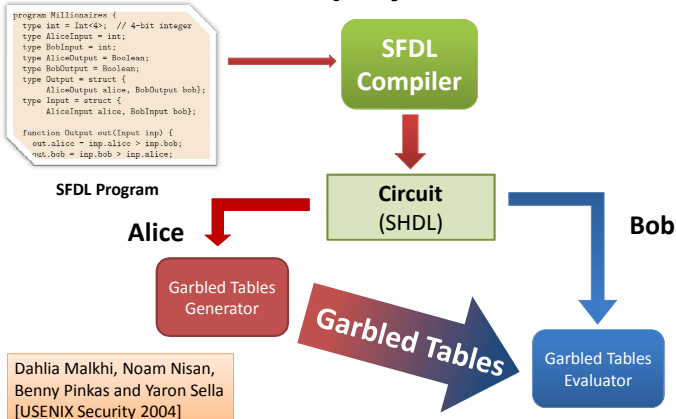 program Millionaires {
type int = Int<4>; // 4-bit integer
type AliceInput = int;
type BobInput = int;
type AliceOutput = Boolean;
type BobOutput = Boolean;
type Output = struct {
AliceOutput alice, BobOutput bob};
type Input = struct {
AliceInput alice, BobInput bob};
function Output out(Input inp) {
out.alice = inp.alice > inp.bob;
out.bob = inp.bob > inp.alice;
SFDL Program
SFDL
Compiler
Circuit
(SHDL)
Alice
Bob
Garbled Tables
Generator
Garbled Tables
Garbled Tables
Evaluator
Dahlia Malkhi, Noam Nisan,
Benny Pinkas and Yaron Sella
[USENIX Security 2004]